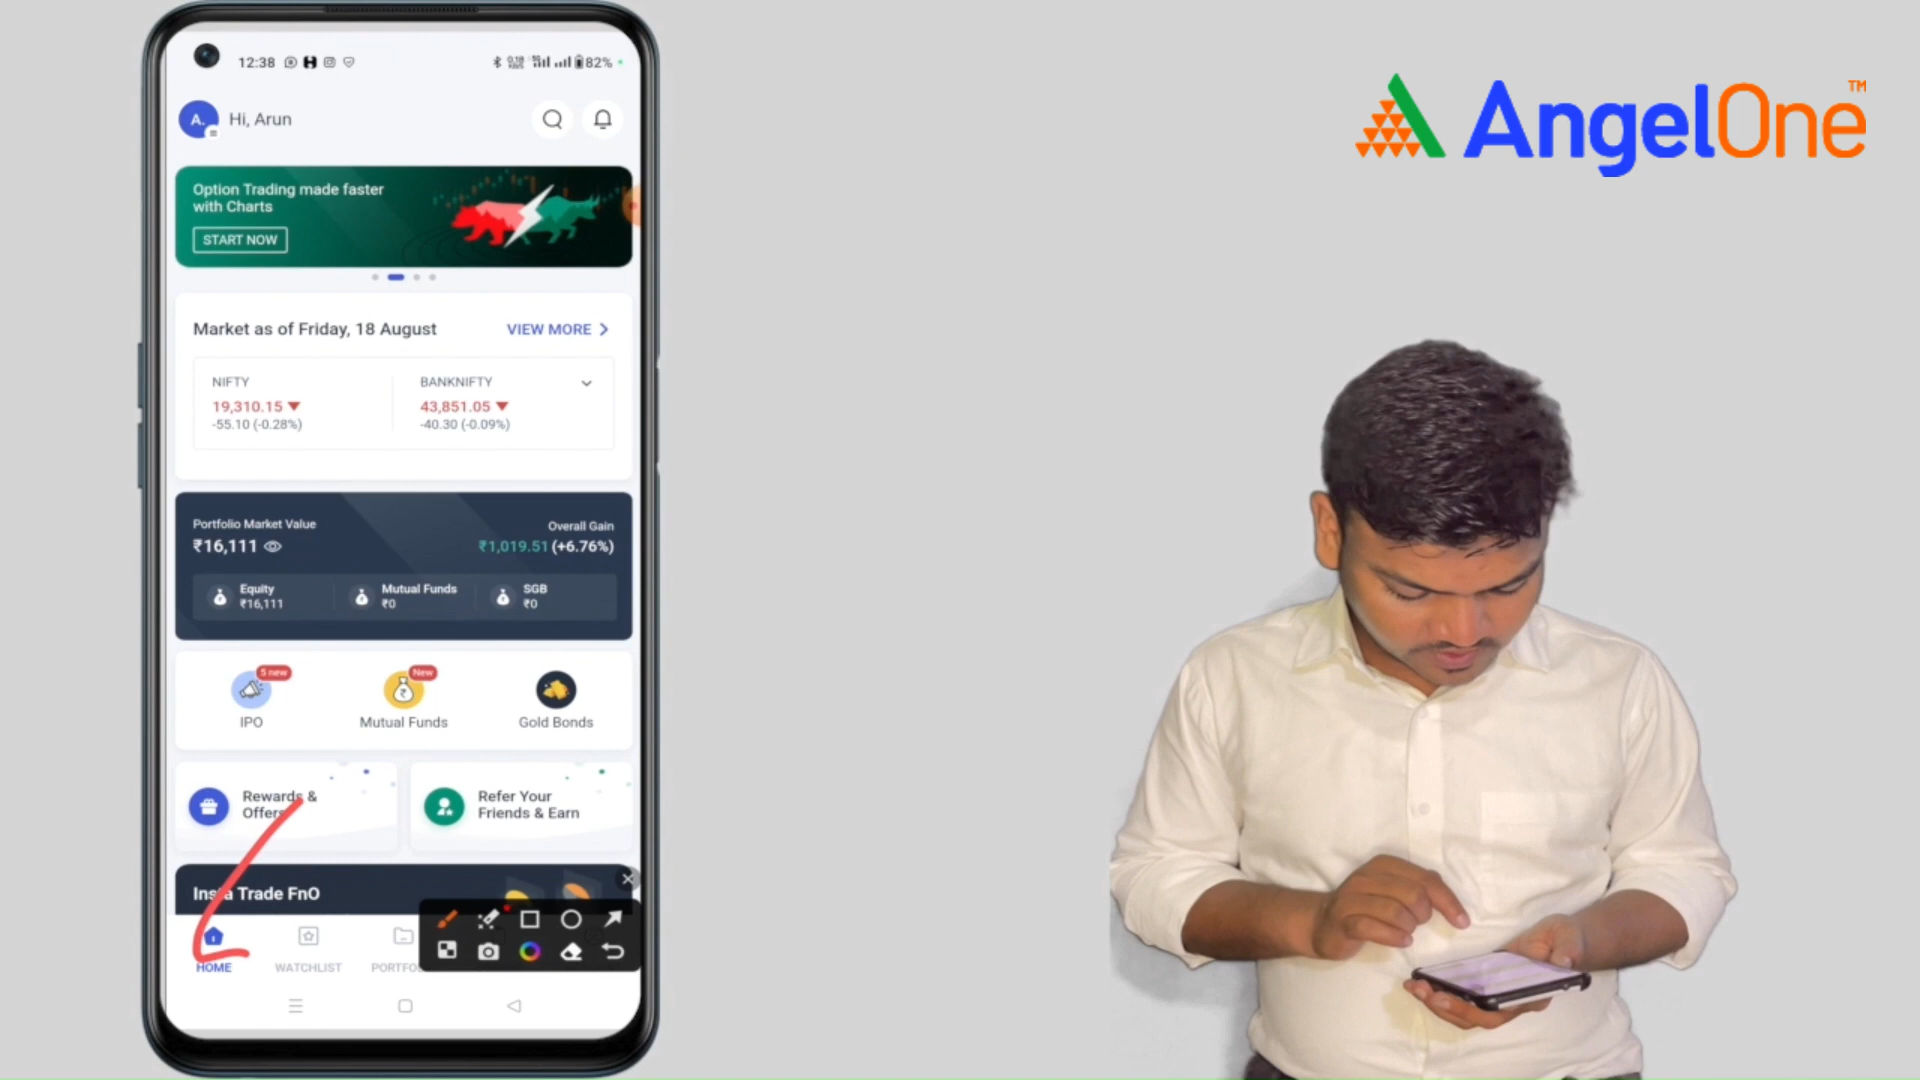 12:38
82%
AngelOne™
A.
Hi, Arun
Option Trading made faster
with Charts
START NOW
Market as of Friday, 18 August
VIEW MORE
NIFTY
19,310.15
-55.10 (-0.28%)
BANKNIFTY
43,851.05
-40.30 (-0.09%)
Portfolio Market Value
₹16,111
Overall Gain
₹1,019.51 (+6.76%)
Equity
₹16,111
Mutual Funds
₹0
SGB
₹0
5 new
IPO
New
Mutual Funds
Gold Bonds
Rewards &
Offers
Refer Your
Friends & Earn
Insta Trade FnO
HOME
WATCHLIST
PORTFO